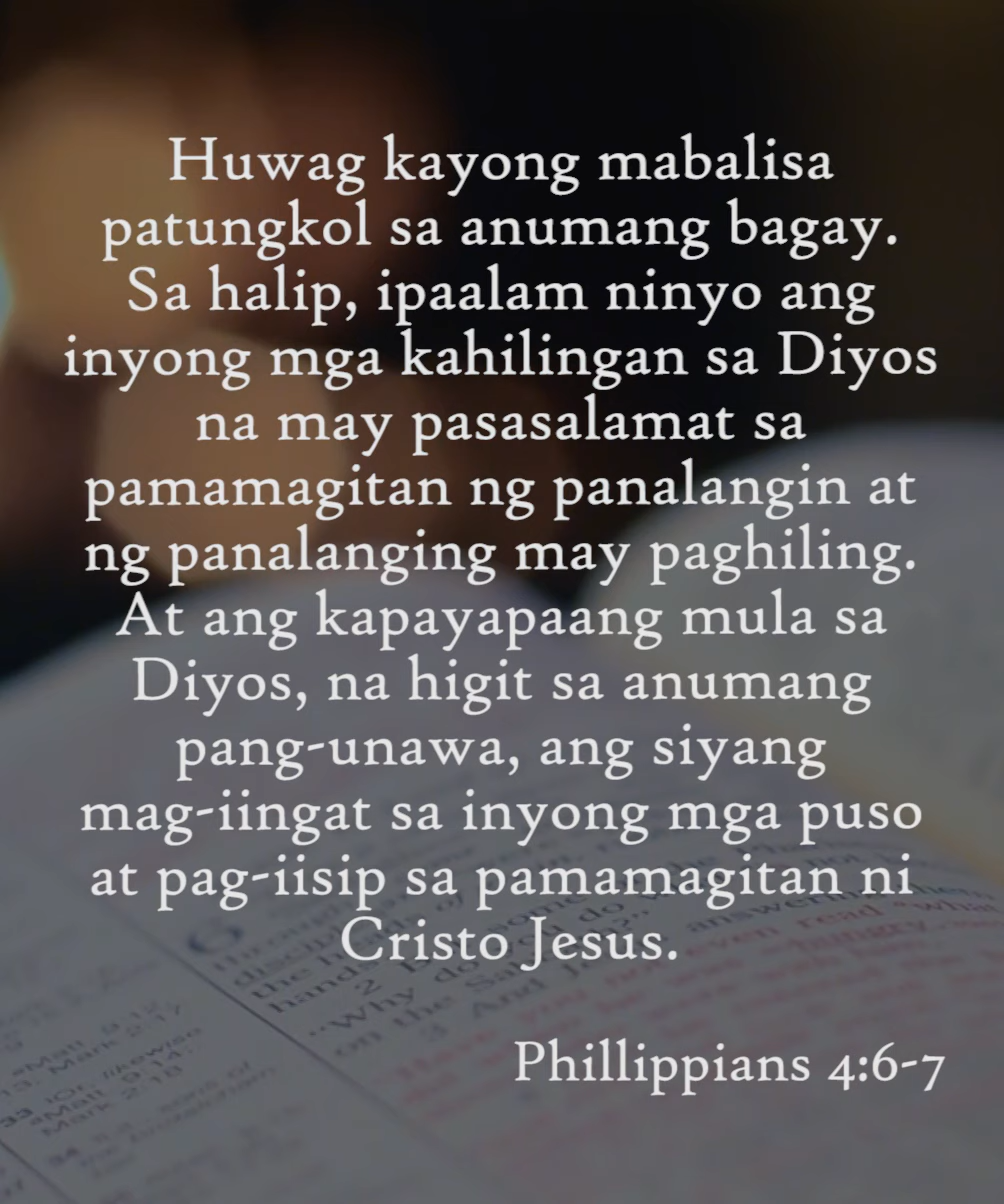 Huwag kayong mabalisa
patungkol sa anumang bagay.
Sa halip, ipaalam ninyo ang
inyong mga kahilingan sa Diyos
na may pasasalamat sa
pamamagitan ng panalangin at
ng panalanging may paghiling.
At ang kapayapaang mula sa
Diyos, na higit sa anumang
pang-unawa, ang siyang
mag-iingat sa inyong mga puso
at pag-iisip sa pamamagitan ni
Cristo Jesus.
Phillippians 4:6-7